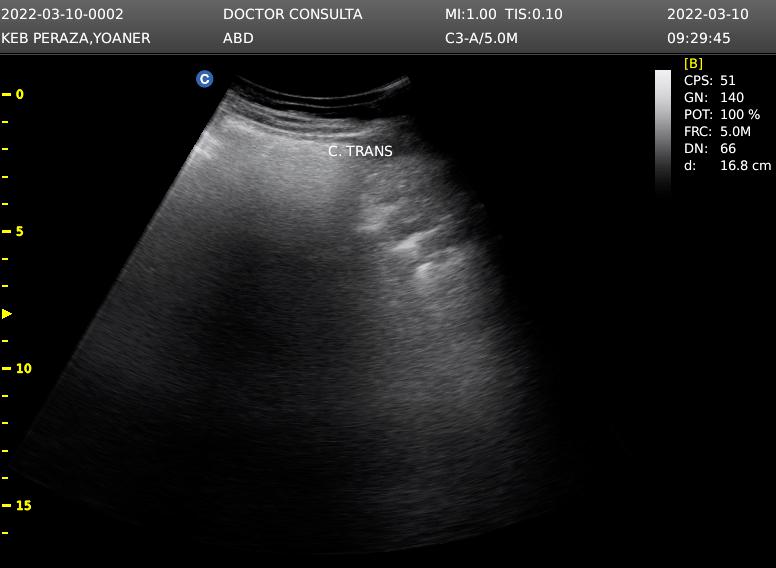 2022-03-10-0002 DOCTOR CONSULTA MI:1.00 TIS:0.10 2022-03-10
KEB PERAZA,YOANER ABD C3-A/5.0M 09:29:45
[B]
CPS: 51
GN: 140
POT: 100 %
FRC: 5.0M
DN: 66
d: 16.8 cm
C
C. TRANS
0
5
10
15